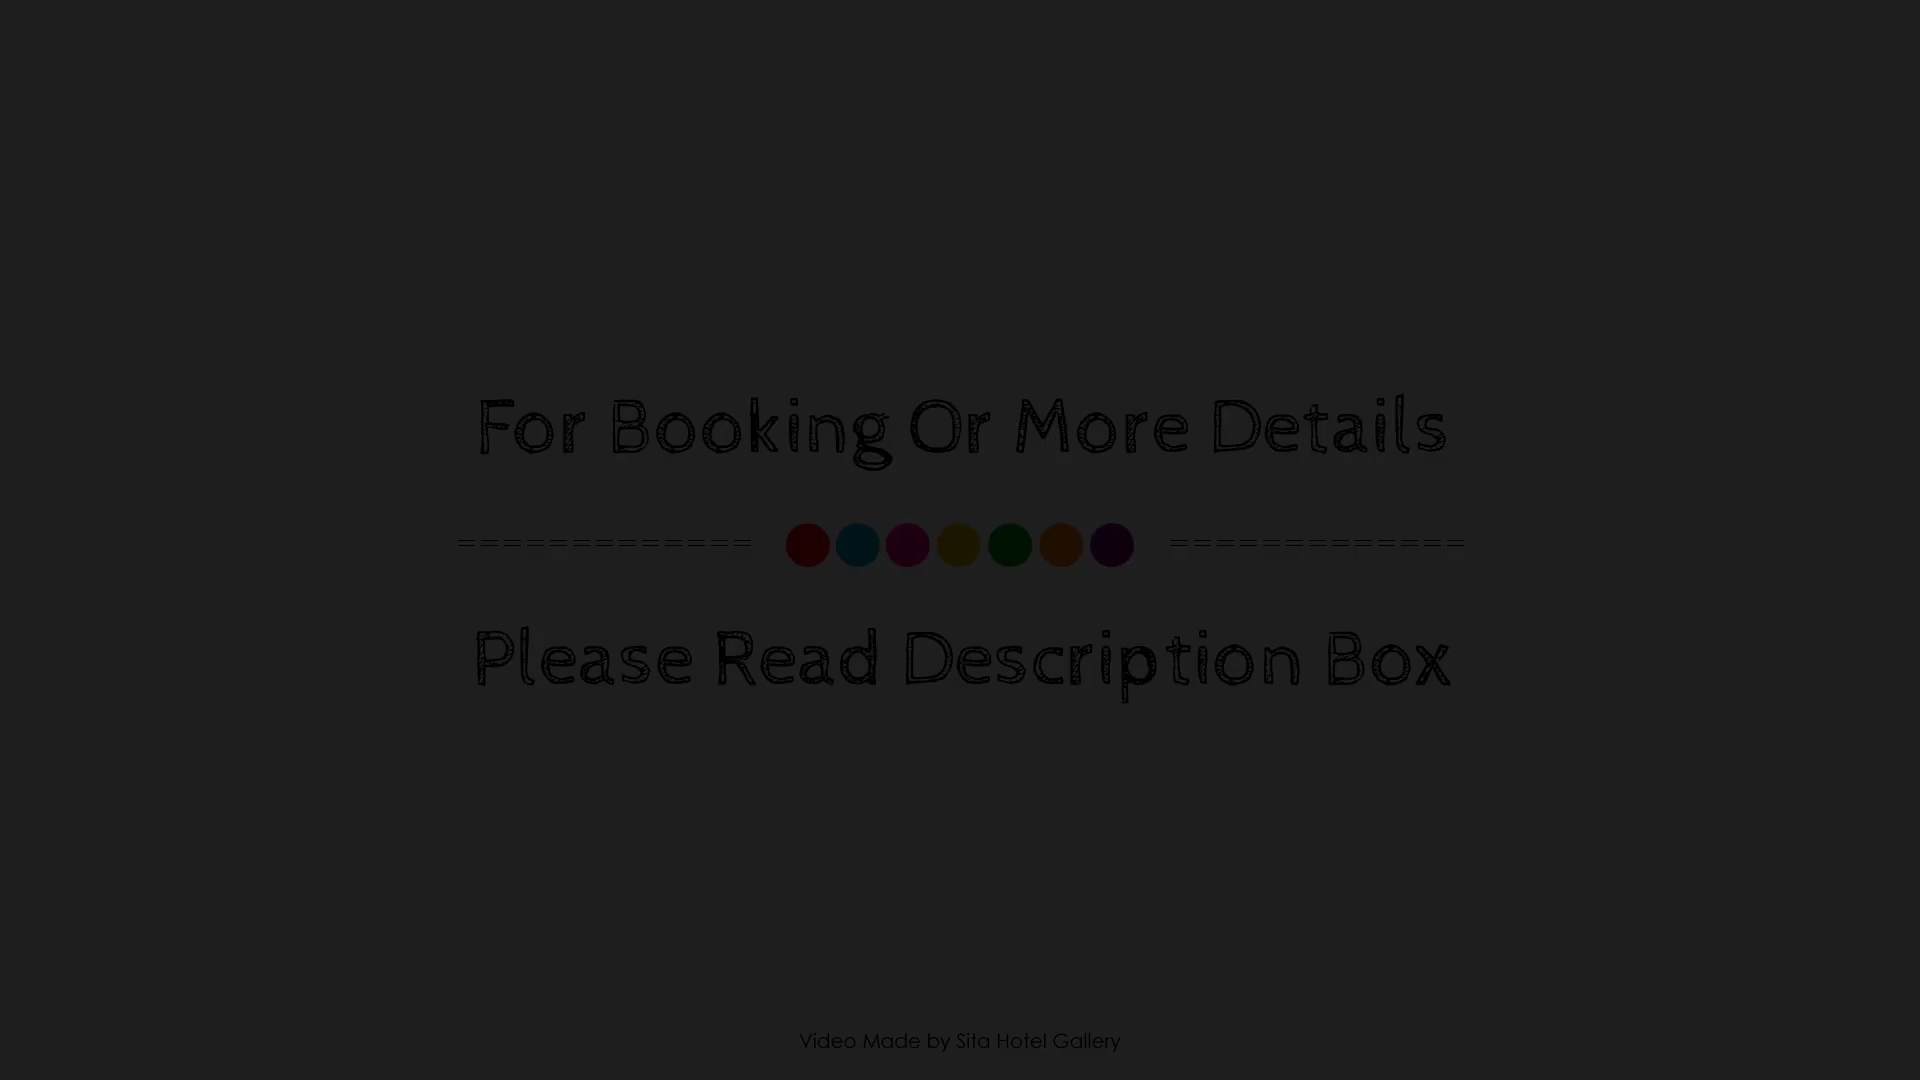 For Booking Or More Details
============= =============
Please Read Description Box
Video Made by Sita Hotel Gallery